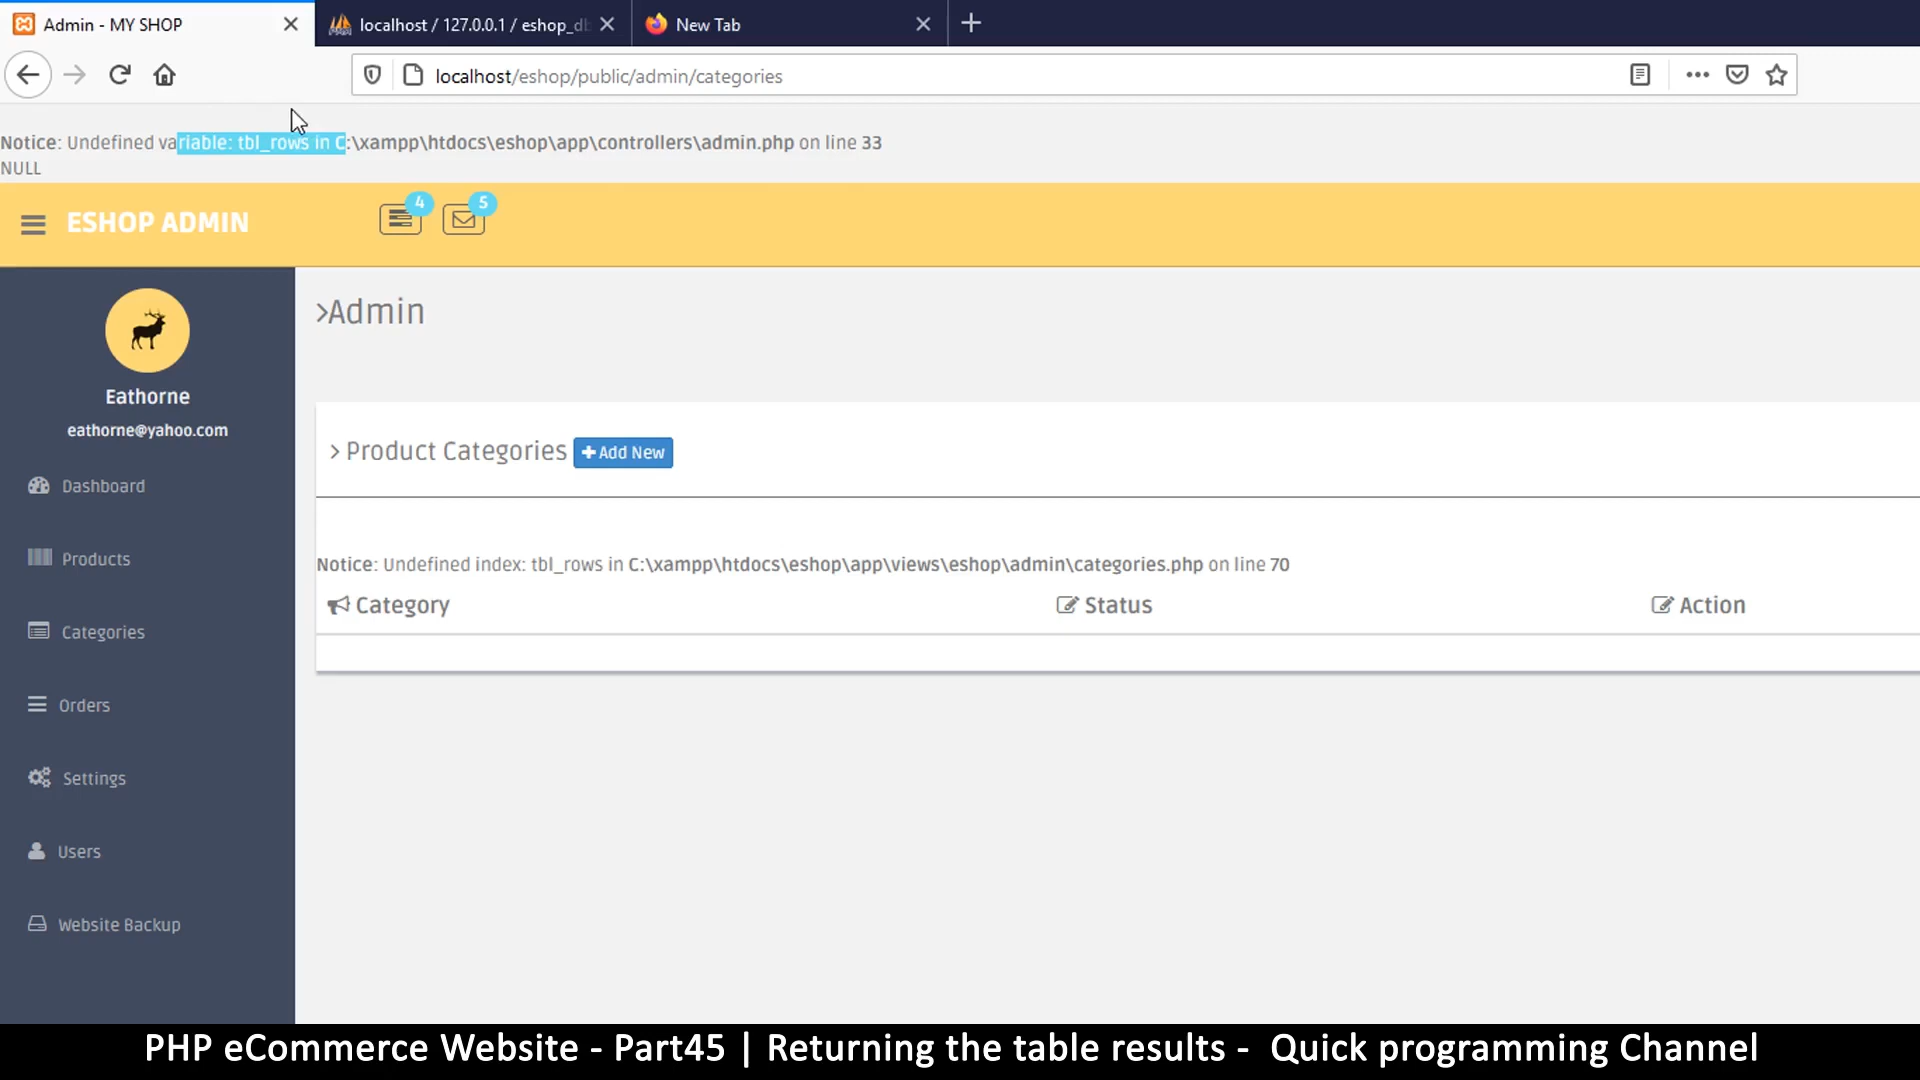 Admin - MY SHOP
localhost / 127.0.0.1 / eshop_db
New Tab
localhost/eshop/public/admin/categories
Notice: Undefined variable: tbl_rows in C:\xampp\htdocs\eshop\app\controllers\admin.php on line 33
NULL
ESHOP ADMIN
4
5
Eathorne
eathorne@yahoo.com
Dashboard
Products
Categories
Orders
Settings
Users
Website Backup
>Admin
> Product Categories
Add New
Notice: Undefined index: tbl_rows in C:\xampp\htdocs\eshop\app\views\eshop\admin\categories.php on line 70
Category
Status
Action
PHP eCommerce Website - Part45 | Returning the table results - Quick programming Channel